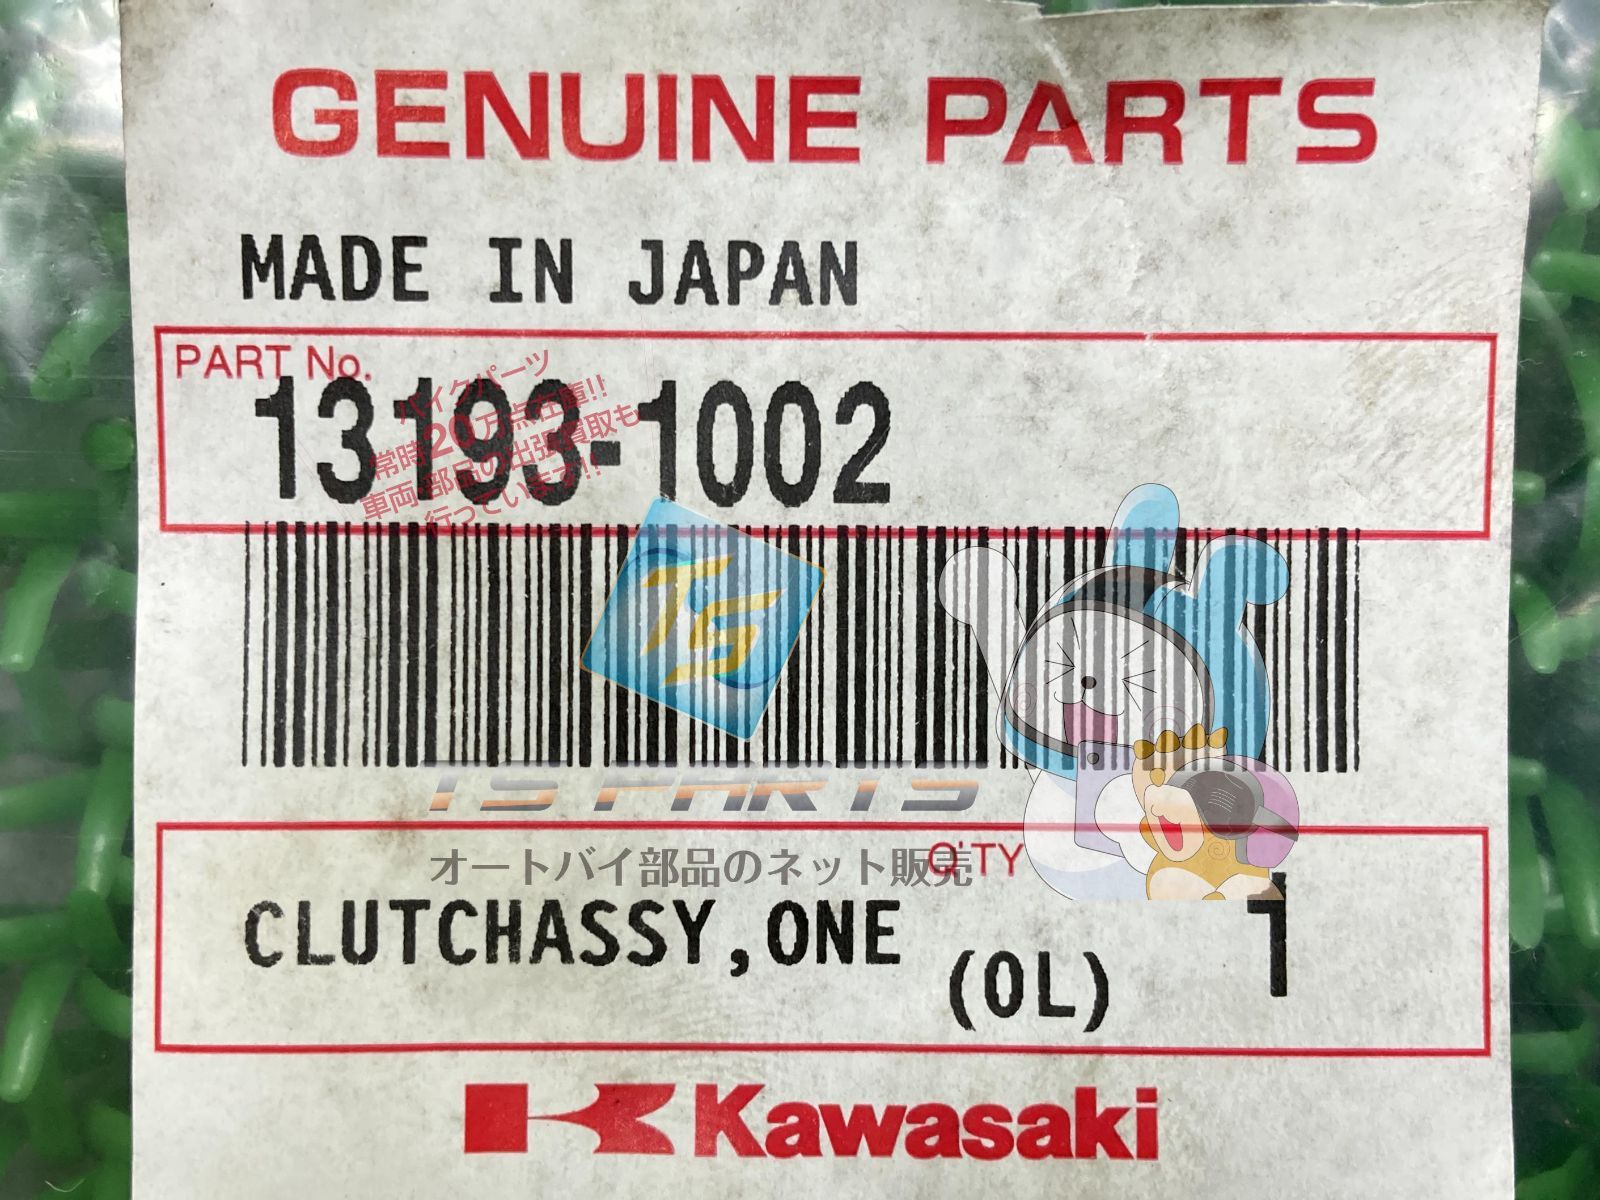 GENUINE PARTS
MADE IN JAPAN
PART No.
13193-1002
バイクパーツ
常時20万点在庫!!
車両・部品の出張買取も
行っています!!
TS
TS PARTS
オートバイ部品のネット販売
Q'TY
CLUTCHASSY,ONE (OL) 1
Kawasaki